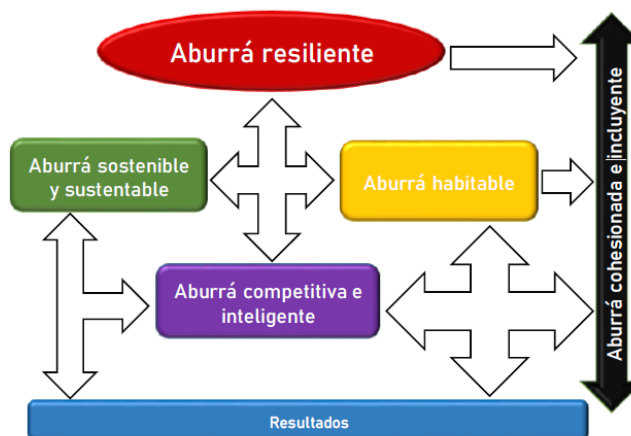 Aburrá resiliente
Aburrá sostenible
y sustentable
Aburrá habitable
Aburrá competitiva e
inteligente
Resultados
Aburrá cohesionada e incluyente